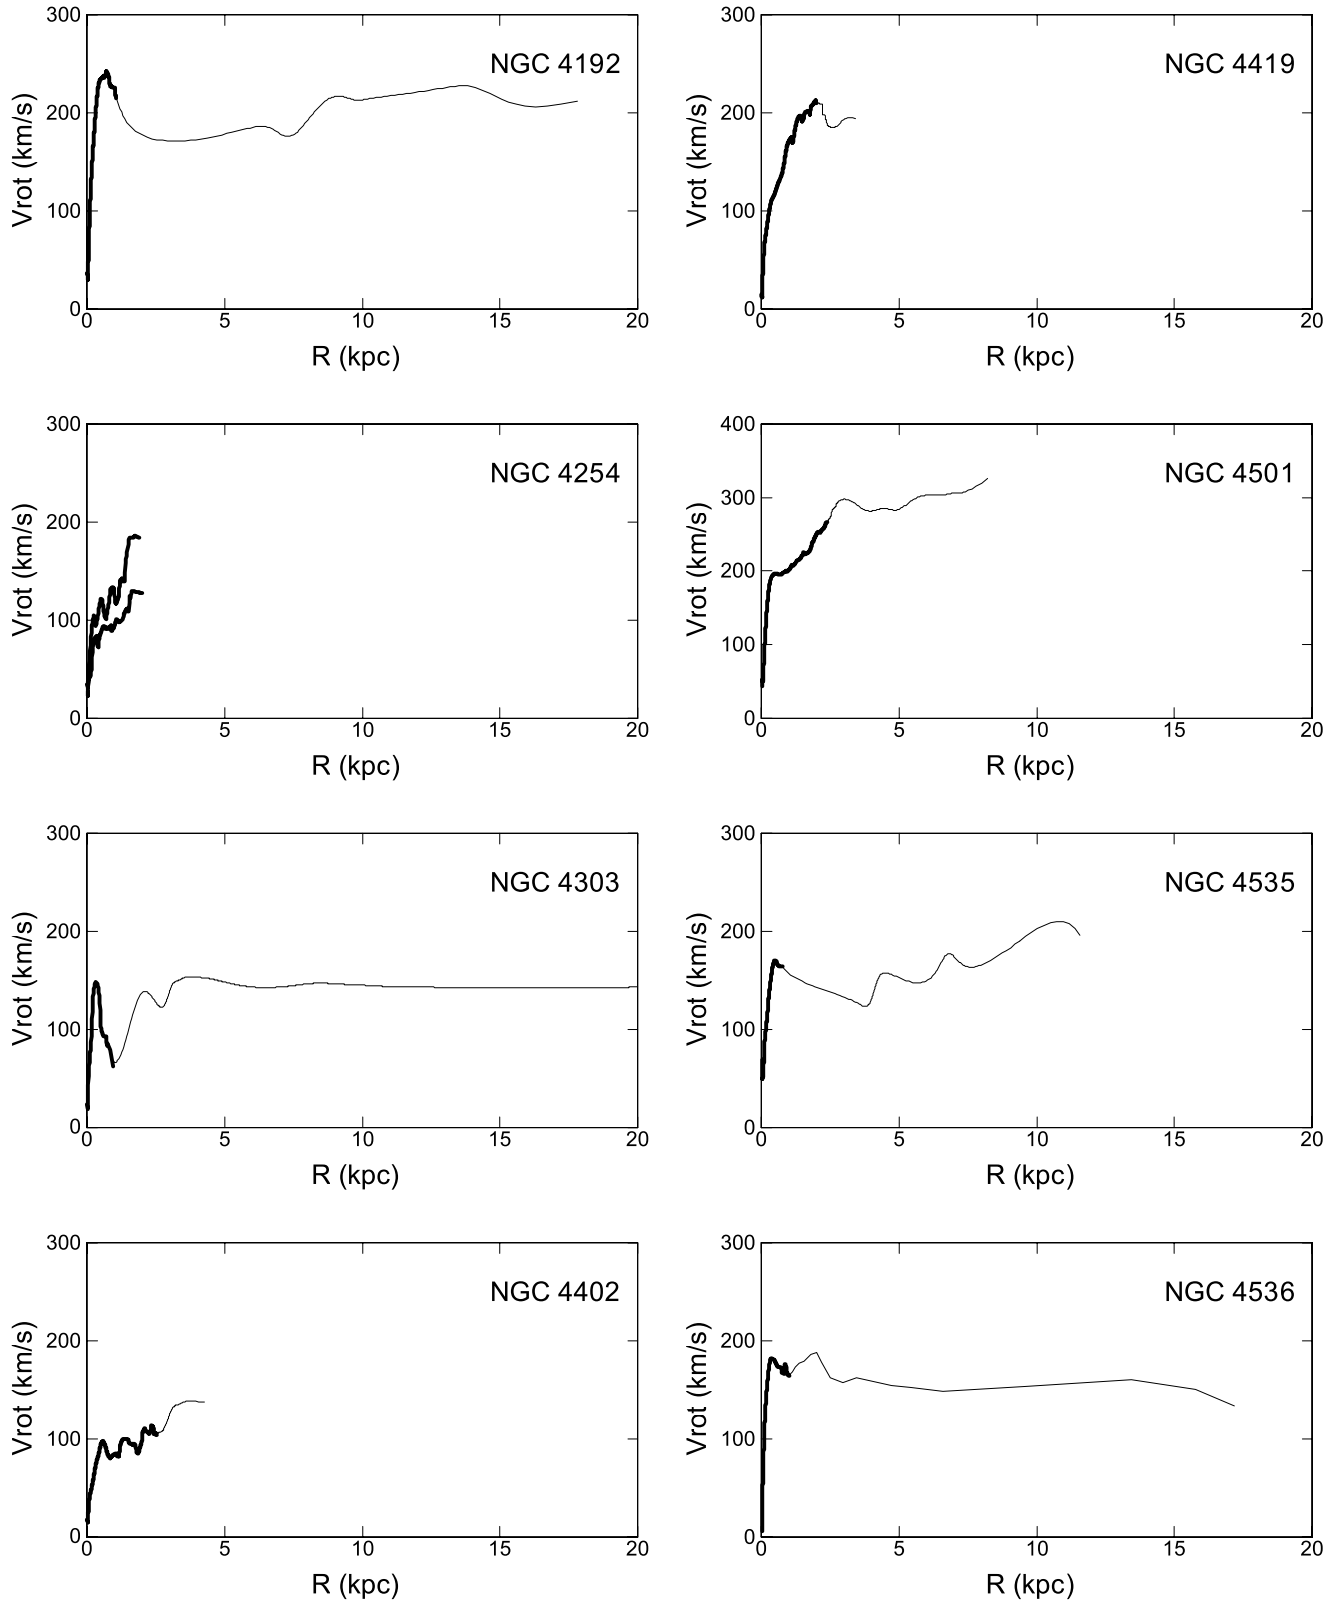 300
NGC 4192
200
Vrot (km/s)
100
0
0 5 10 15 20
R (kpc)
300
NGC 4419
200
Vrot (km/s)
100
0
0 5 10 15 20
R (kpc)
300
NGC 4254
200
Vrot (km/s)
100
0
0 5 10 15 20
R (kpc)
400
NGC 4501
300
Vrot (km/s)
200
100
0
0 5 10 15 20
R (kpc)
300
NGC 4303
200
Vrot (km/s)
100
0
0 5 10 15 20
R (kpc)
300
NGC 4535
200
Vrot (km/s)
100
0
0 5 10 15 20
R (kpc)
300
NGC 4402
200
Vrot (km/s)
100
0
0 5 10 15 20
R (kpc)
300
NGC 4536
200
Vrot (km/s)
100
0
0 5 10 15 20
R (kpc)